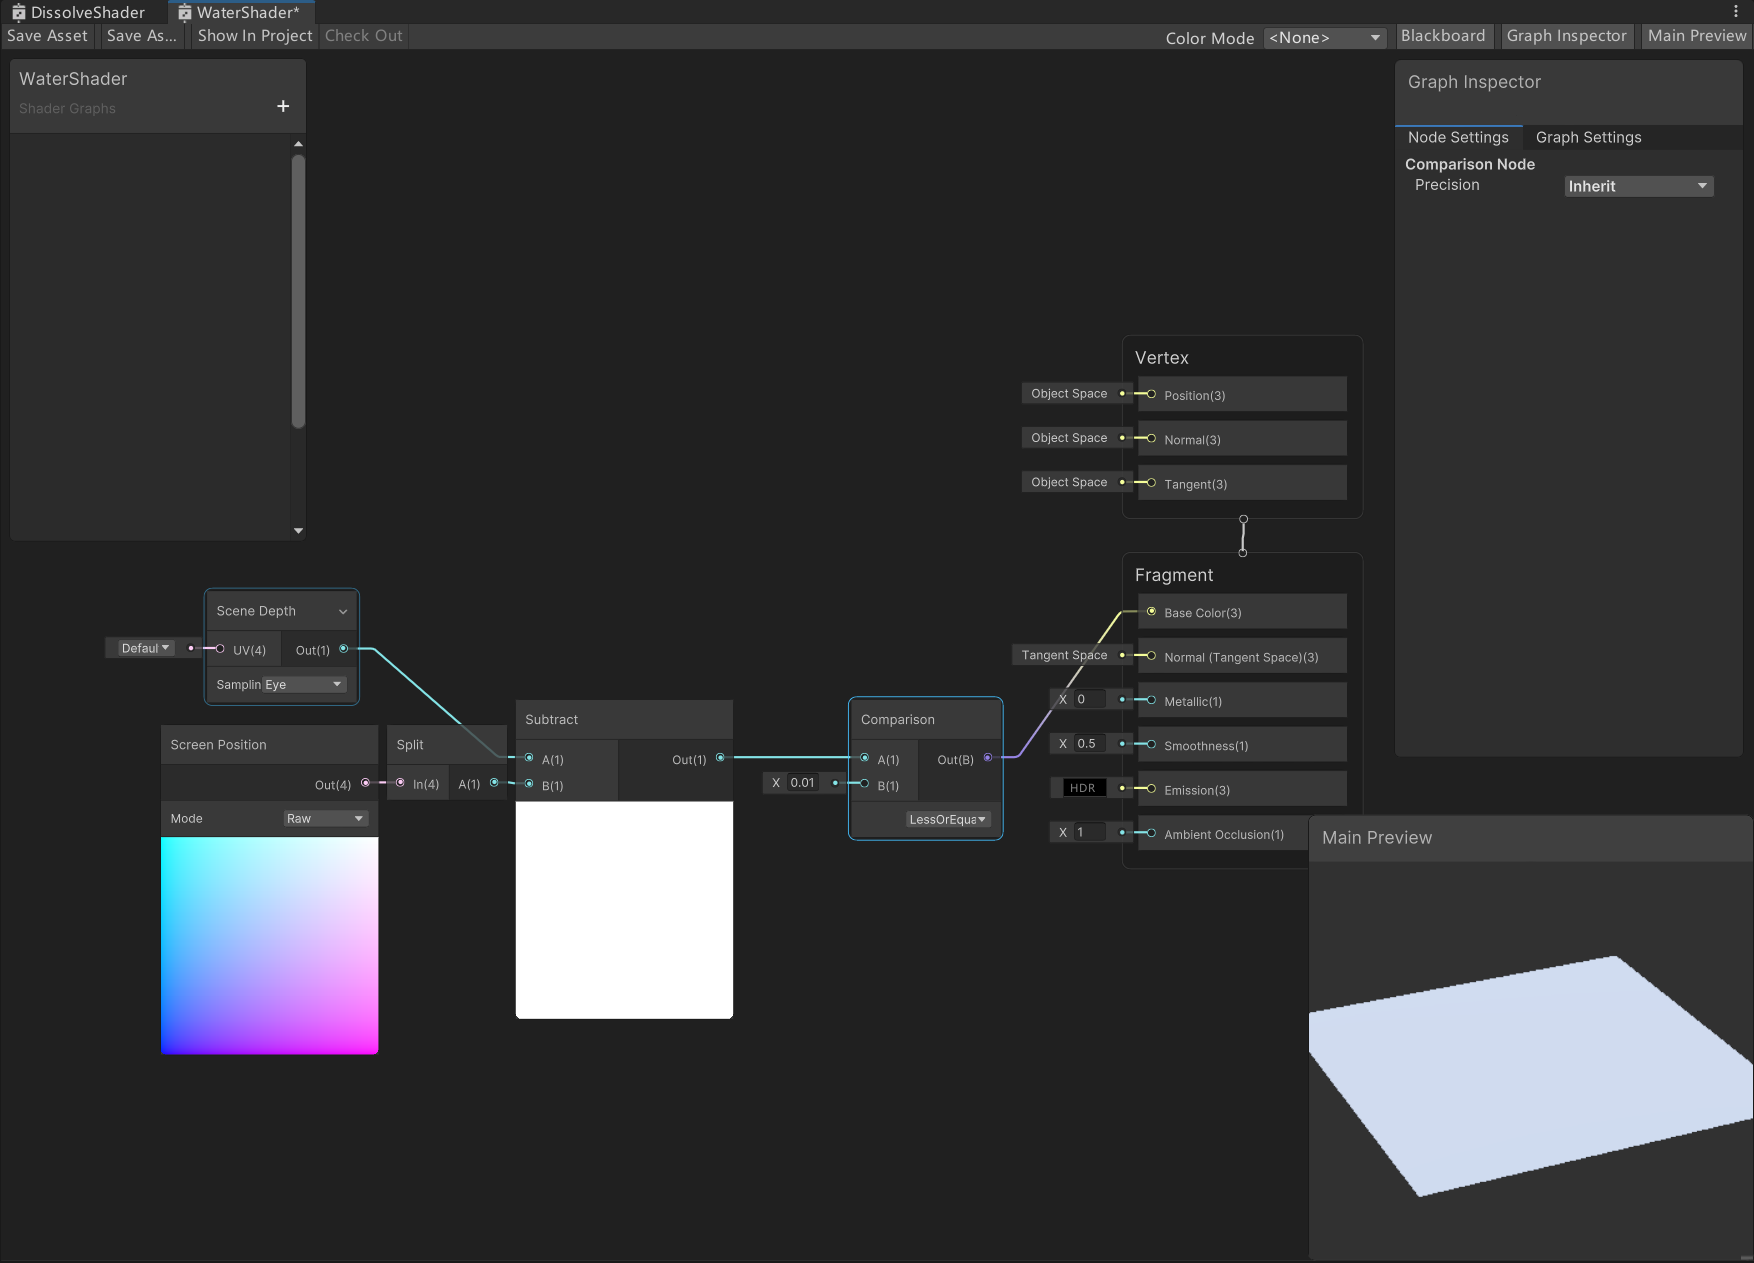 DissolveShader
WaterShader*
Save Asset
Save As...
Show In Project
Check Out
Color Mode
<None>
Blackboard
Graph Inspector
Main Preview
WaterShader
Shader Graphs
+
Graph Inspector
Node Settings
Graph Settings
Comparison Node
Precision
Inherit
Vertex
Object Space
Position(3)
Object Space
Normal(3)
Object Space
Tangent(3)
Fragment
Base Color(3)
Tangent Space
Normal (Tangent Space)(3)
X 0
Metallic(1)
X 0.5
Smoothness(1)
HDR
Emission(3)
X 1
Ambient Occlusion(1)
Scene Depth
Defaul
UV(4)
Out(1)
Samplin
Eye
Screen Position
Out(4)
Mode
Raw
Split
In(4)
A(1)
Subtract
A(1)
B(1)
Out(1)
Comparison
A(1)
Out(B)
X 0.01
B(1)
LessOrEqua
Main Preview